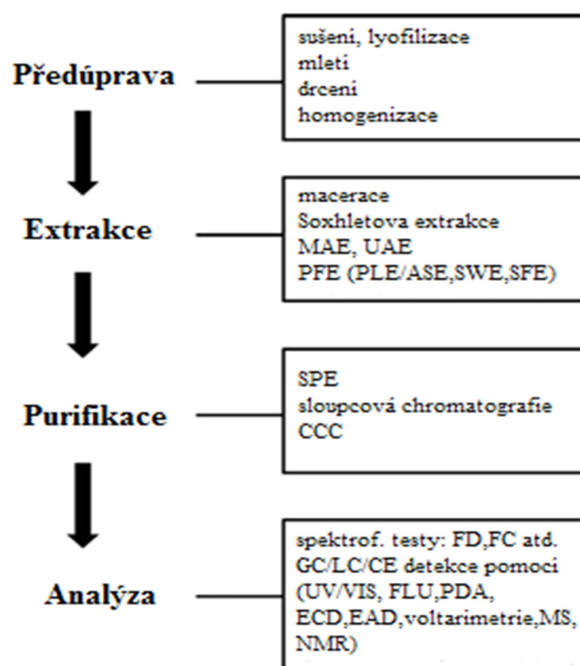 Předúprava
sušeni, lyofilizace
mleti
drceni
homogenizace
Extrakce
macerace
Soxhletova extrakce
MAE, UAE
PFE (PLE/ASE,SWE,SFE)
Purifikace
SPE
sloupcová chromatografie
CCC
Analýza
spektrof. testy: FD,FC atd.
GC/LC/CE detekce pomoci
(UV/VIS, FLU,PDA,
ECD,EAD,voltarimetrie,MS,
NMR)